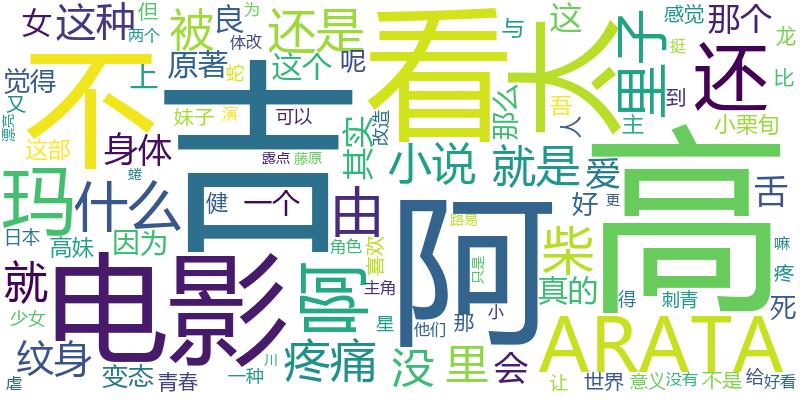 女 这种 被 良 还是 看 大 这 子 感觉 那个
但 为 与 挺 龙
两个 体改 里 还 比
觉得 上 原著 这个 呢 到
不 吉 蛇 那么 吾 人 主 小栗旬
又 妹子 演 可以 其实 改造
漂亮 这部 身体 露点 藤原 小说 就是 爱 高
玛 什么 蜷 健 一个 由 阿 好 更 舌
日本 高妹 因为 角色 喜欢 路易 柴 嘛
就 电影 啊 主角 只是 真的 疼
少女 星 他们 那 小 得 刺青 死
纹身 变态 疼痛 没 里 会 ARATA
虐 青春 一种 川 让 世界 意义 没有 不是 给 好看